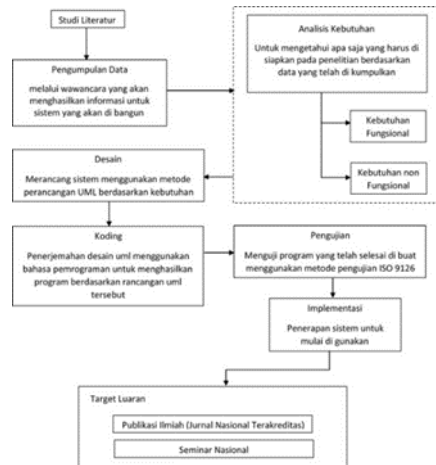 Studi Literatur
Pengumpulan Data
melalui wawancara yang akan
menghasilkan informasi untuk
sistem yang akan di bangun
Analisis Kebutuhan
Untuk mengetahui apa saja yang harus di
siapkan pada penelitian berdasarkan
data yang telah di kumpulkan
Kebutuhan
Fungsional
Kebutuhan non
Fungsional
Desain
Merancang sistem menggunakan metode
perancangan UML berdasarkan kebutuhan
Koding
Penerjemahan desain uml menggunakan
bahasa pemrograman untuk menghasilkan
program berdasarkan rancangan uml
tersebut
Pengujian
Menguji program yang telah selesai di buat
menggunakan metode pengujian ISO 9126
Implementasi
Penerapan sistem untuk
mulai di gunakan
Target Luaran
Publikasi Ilmiah (Jurnal Nasional Terakreditas)
Seminar Nasional